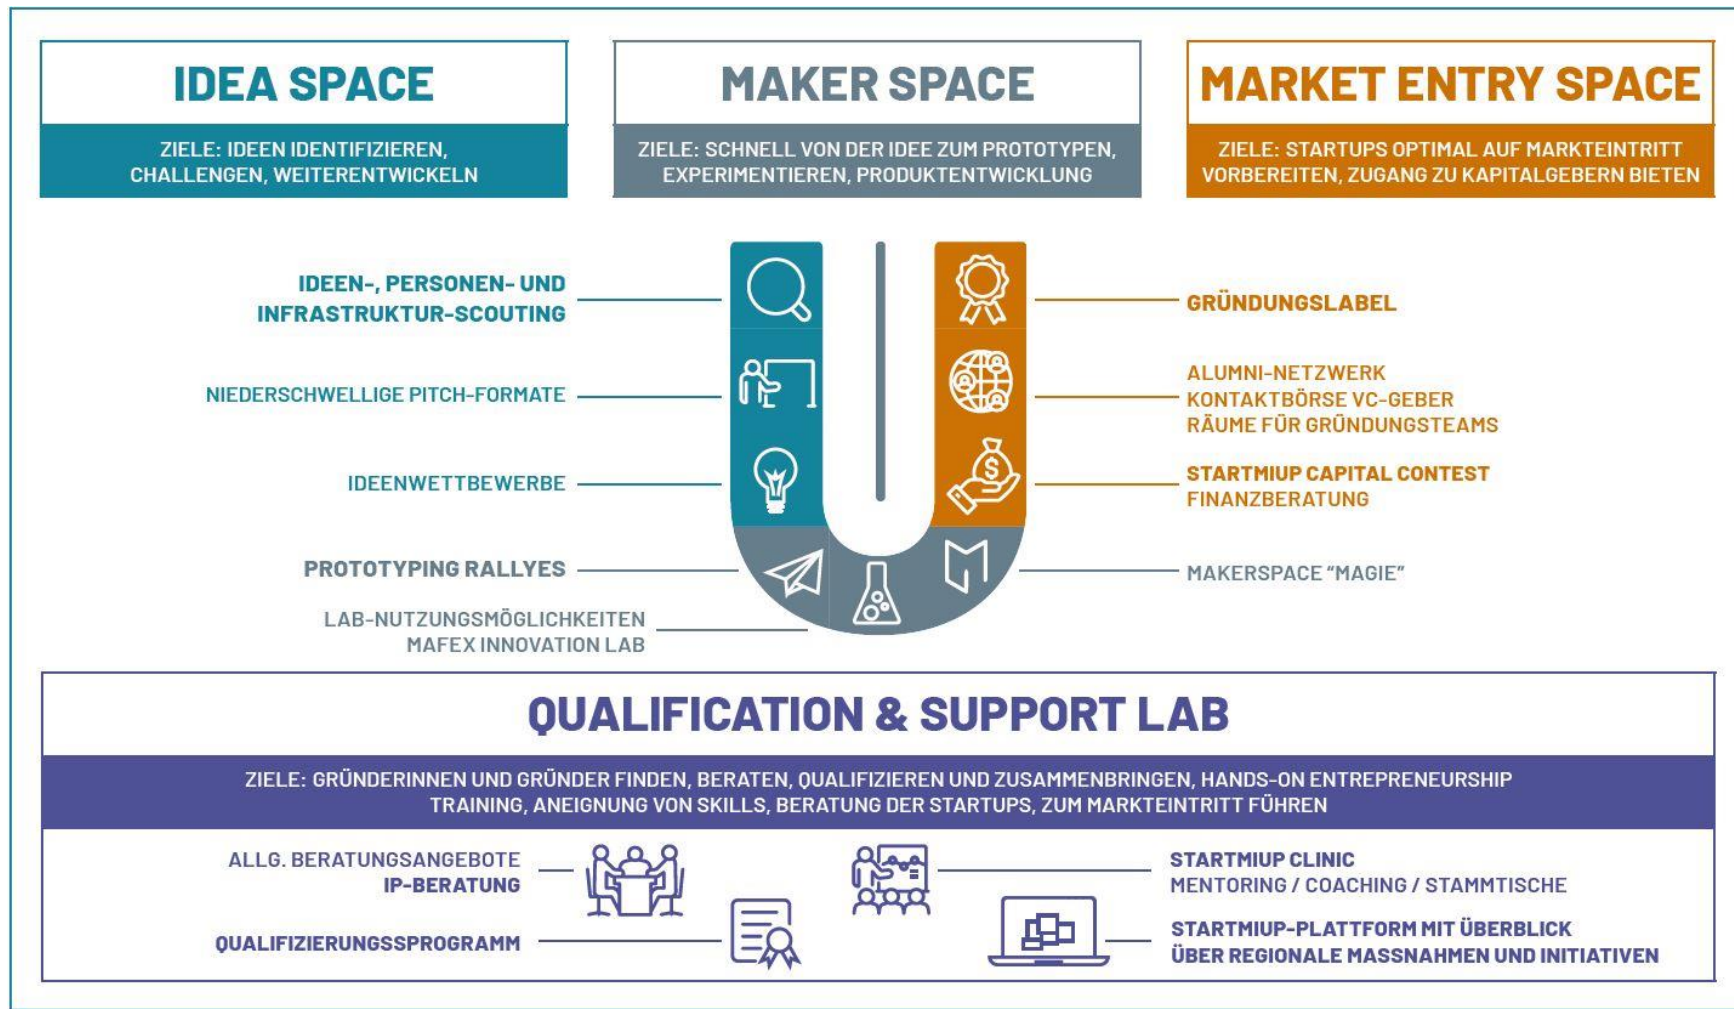 IDEA SPACE
ZIELE: IDEEN IDENTIFIZIEREN,
CHALLENGEN, WEITERENTWICKELN
MAKER SPACE
ZIELE: SCHNELL VON DER IDEE ZUM PROTOTYPEN,
EXPERIMENTIEREN, PRODUKTENTWICKLUNG
MARKET ENTRY SPACE
ZIELE: STARTUPS OPTIMAL AUF MARKTEINTRITT
VORBEREITEN, ZUGANG ZU KAPITALGEBERN BIETEN
IDEEN-, PERSONEN- UND
INFRASTRUKTUR-SCOUTING
NIEDERSCHWELLIGE PITCH-FORMATE
IDEENWETTBEWERBE
PROTOTYPING RALLYES
LAB-NUTZUNGSMÖGLICHKEITEN
MAFEX INNOVATION LAB
GRÜNDUNGSLABEL
ALUMNI-NETZWERK
KONTAKTBÖRSE VC-GEBER
RÄUME FÜR GRÜNDUNGSTEAMS
$
STARTMIUP CAPITAL CONTEST
FINANZBERATUNG
MAKERSPACE “MAGIE”
QUALIFICATION & SUPPORT LAB
ZIELE: GRÜNDERINNEN UND GRÜNDER FINDEN, BERATEN, QUALIFIZIEREN UND ZUSAMMENBRINGEN, HANDS-ON ENTREPRENEURSHIP
TRAINING, ANEIGNUNG VON SKILLS, BERATUNG DER STARTUPS, ZUM MARKTEINTRITT FÜHREN
ALLG. BERATUNGSANGEBOTE
IP-BERATUNG
QUALIFIZIERUNGSSPROGRAMM
STARTMIUP CLINIC
MENTORING / COACHING / STAMMTISCHE
STARTMIUP-PLATTFORM MIT ÜBERBLICK
ÜBER REGIONALE MASSNAHMEN UND INITIATIVEN